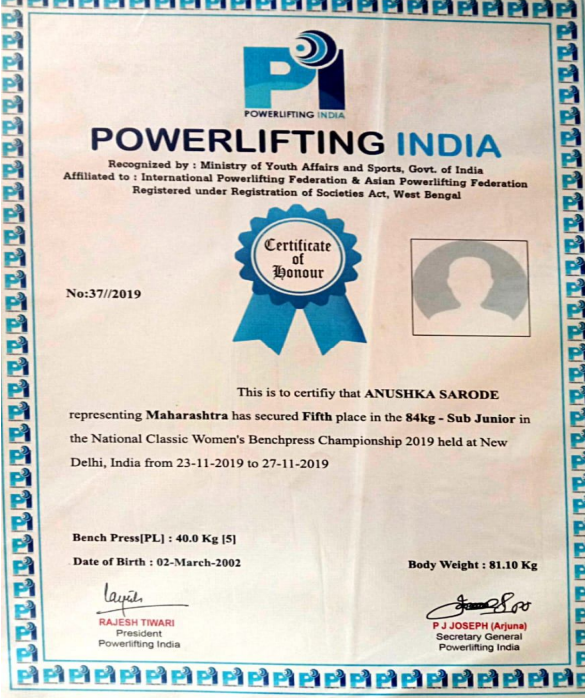 POWERLIFTING INDIA
POWERLIFTING INDIA
Recognized by : Ministry of Youth Affairs and Sports, Govt. of India
Affiliated to : International Powerlifting Federation & Asian Powerlifting Federation
Registered under Registration of Societies Act, West Bengal
Certificate
of
Honour
No:37//2019
This is to certifiy that ANUSHKA SARODE
representing Maharashtra has secured Fifth place in the 84kg - Sub Junior in
the National Classic Women's Benchpress Championship 2019 held at New
Delhi, India from 23-11-2019 to 27-11-2019
Bench Press[PL] : 40.0 Kg [5]
Date of Birth : 02-March-2002
Body Weight : 81.10 Kg
RAJESH TIWARI
President
Powerlifting India
P J JOSEPH (Arjuna)
Secretary General
Powerlifting India